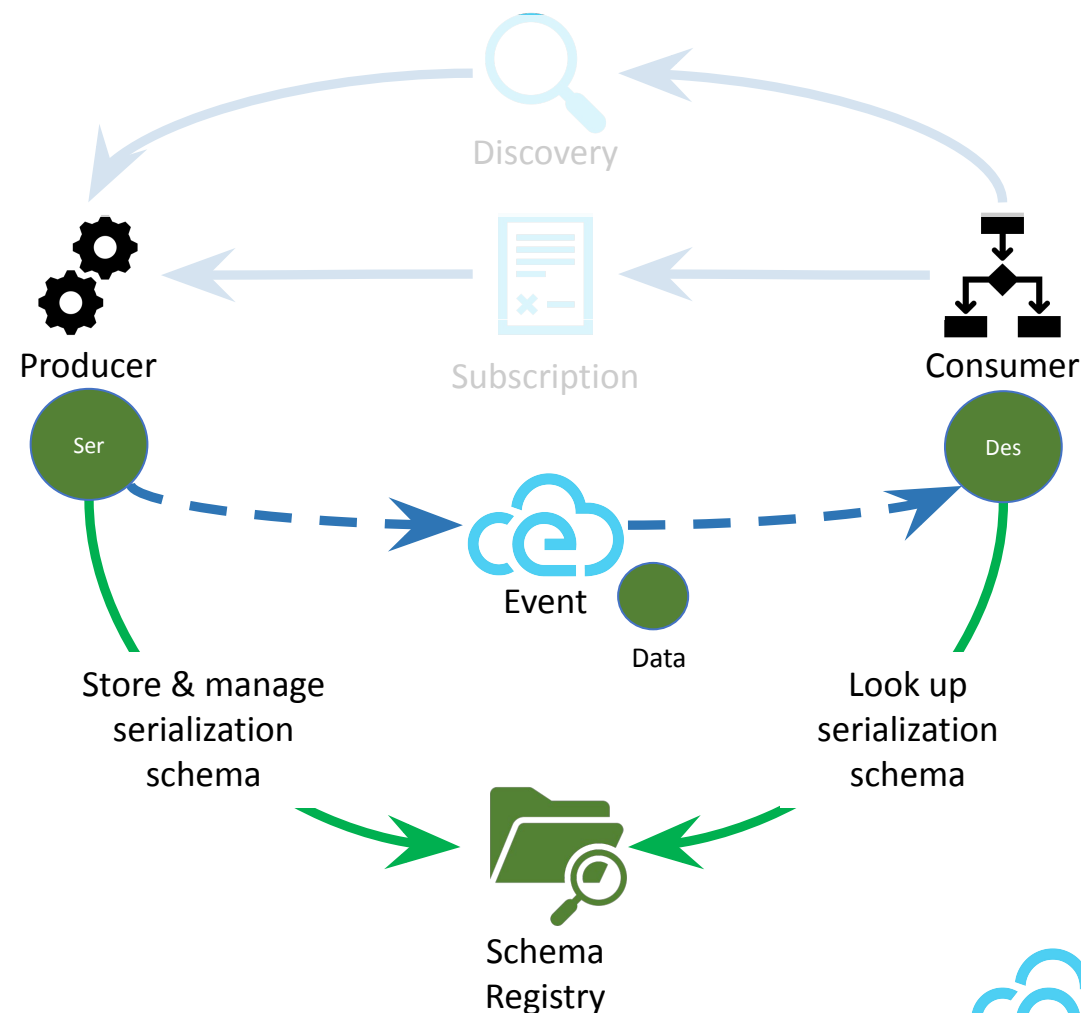 Discovery
Producer
Subscription
Consumer
Ser
Des
Event
Data
Store & manage
serialization
schema
Look up
serialization
schema
Schema
Registry